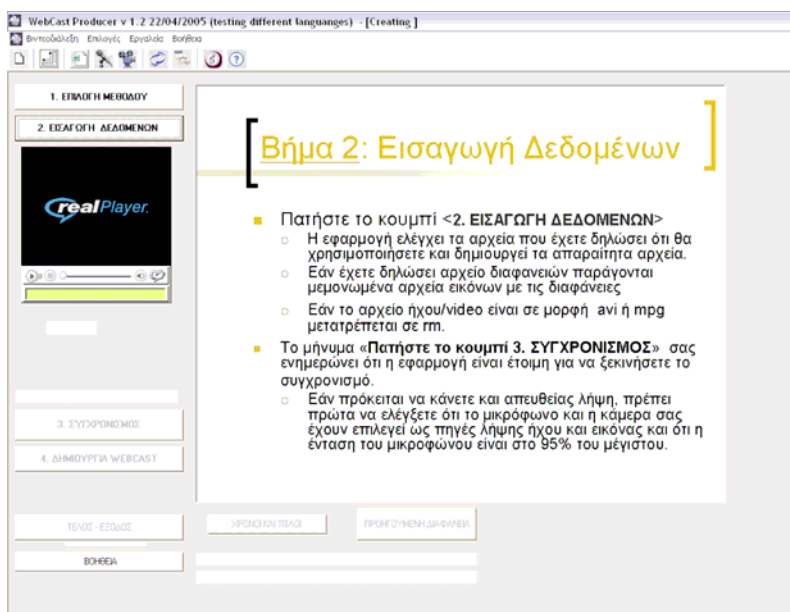 WebCast Producer v 1.2 22/04/2005 (testing different languanges) - [Creating ]
Βιντεοδιάλεξη Επιλογές Εργαλεία Βοήθεια
1. ΕΠΙΛΟΓΗ ΜΕΘΟΔΟΥ
2. ΕΙΣΑΓΩΓΗ ΔΕΔΟΜΕΝΩΝ
realPlayer.
Βήμα 2: Εισαγωγή Δεδομένων
Πατήστε το κουμπί <2. ΕΙΣΑΓΩΓΗ ΔΕΔΟΜΕΝΩΝ>
Η εφαρμογή ελέγχει τα αρχεία που έχετε δηλώσει ότι θα
χρησιμοποιήσετε και δημιουργεί τα απαραίτητα αρχεία.
Εάν έχετε δηλώσει αρχείο διαφανειών παράγονται
μεμονωμένα αρχεία εικόνων με τις διαφάνειες
Εάν το αρχείο ήχου/video είναι σε μορφή avi ή mpg
μετατρέπεται σε rm.
Το μήνυμα «Πατήστε το κουμπί 3. ΣΥΓΧΡΟΝΙΣΜΟΣ» σας
ενημερώνει ότι η εφαρμογή είναι έτοιμη για να ξεκινήσετε το
συγχρονισμό.
Εάν πρόκειται να κάνετε και απευθείας λήψη, πρέπει
πρώτα να ελέγξετε ότι το μικρόφωνο και η κάμερα σας
έχουν επιλεγεί ως πηγές λήψης ήχου και εικόνας και ότι η
ένταση του μικροφώνου είναι στο 95% του μέγιστου.
3. ΣΥΓΧΡΟΝΙΣΜΟΣ
4. ΔΗΜΙΟΥΡΓΙΑ WEBCAST
ΤΕΛΟΣ - ΕΞΟΔΟΣ
ΧΡΟΝΟΙ ΚΑΙ ΤΙΤΛΟΙ
ΠΡΟΗΓΟΥΜΕΝΗ ΔΙΑΦΑΝΕΙΑ
ΒΟΗΘΕΙΑ